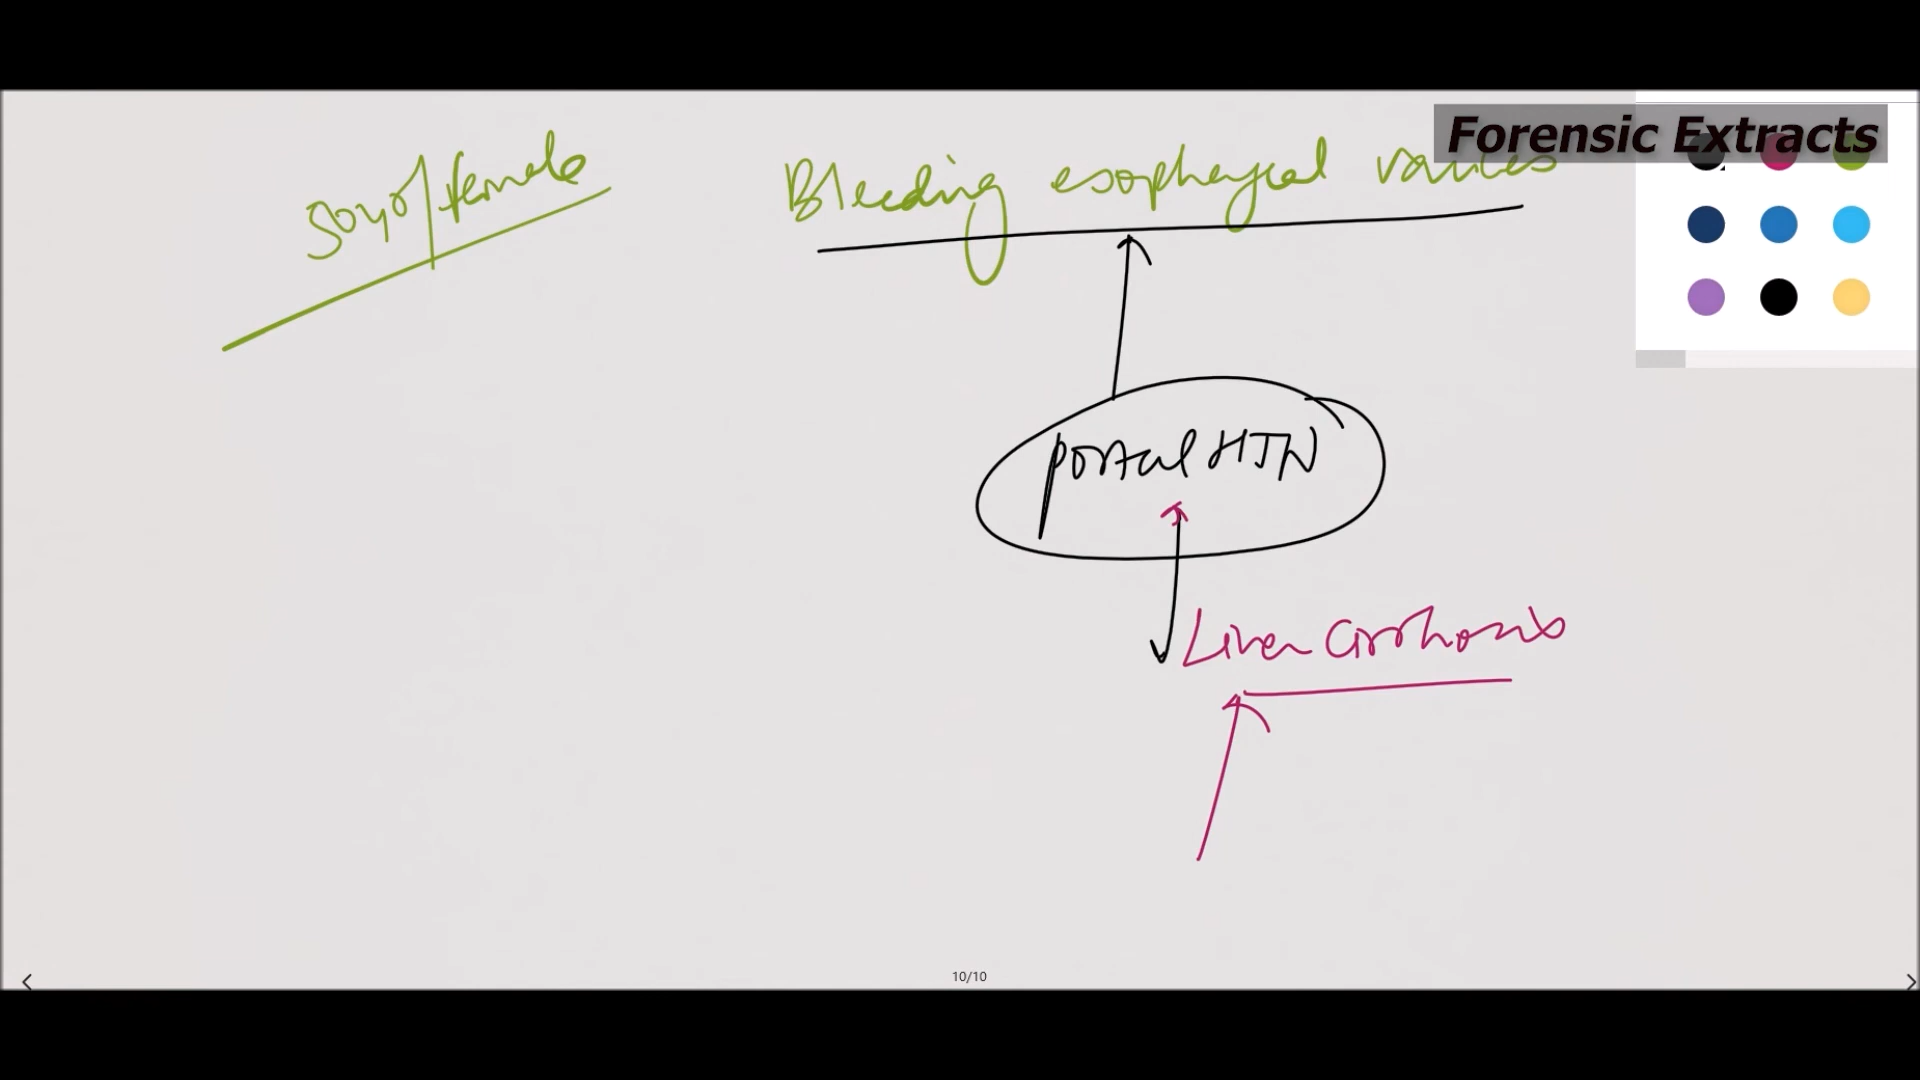 Forensic Extracts
50yo/female
Bleeding esophageal varices
portal HTN
Liver Cirrhosis
10/10